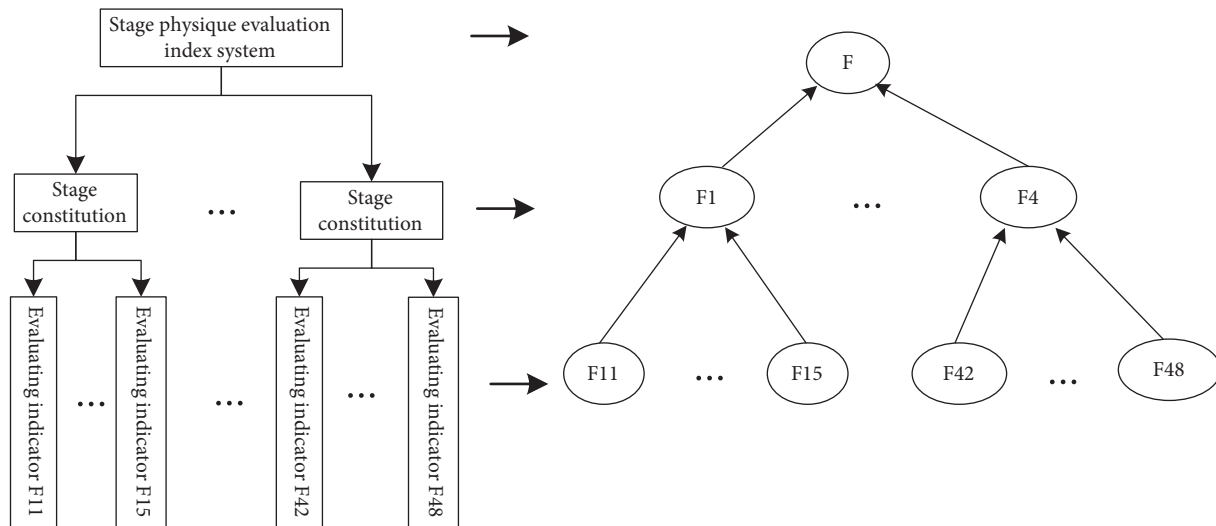 Stage physique evaluation
index system
F
Stage
constitution
...
Stage
constitution
F1
...
F4
Evaluating indicator F11
...
Evaluating indicator F15
...
Evaluating indicator F42
...
Evaluating indicator F48
F11
...
F15
F42
...
F48